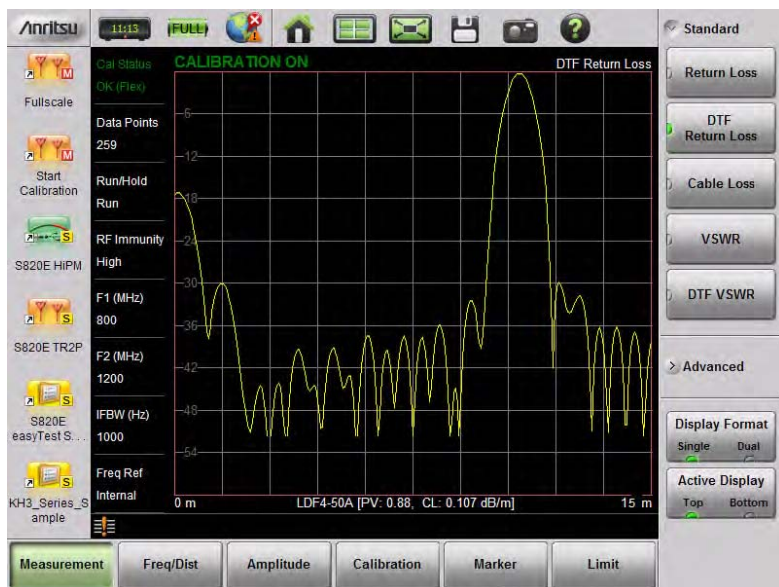 Anritsu
11:13
(FULL)
Fullscale
Start
Calibration
S820E HiPM
S820E TR2P
S820E
easyTest S. . .
KH3_Series_S
ample
Cal Status
OK (Flex)
Data Points
259
Run/Hold
Run
RF Immunity
High
F1 (MHz)
800
F2 (MHz)
1200
IFBW (Hz)
1000
Freq Ref
Internal
CALIBRATION ON
DTF Return Loss
-6
-12
-18
-24
-30
-36
-42
-48
-54
0 m
LDF4-50A [PV: 0.88, CL: 0.107 dB/m]
15 m
Standard
Return Loss
DTF
Return Loss
Cable Loss
VSWR
DTF VSWR
Advanced
Display Format
Single Dual
Active Display
Top Bottom
Measurement
Freq/Dist
Amplitude
Calibration
Marker
Limit